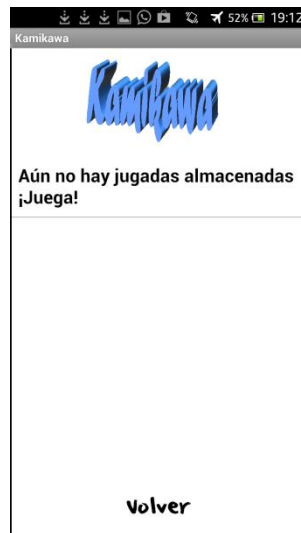 52% 19:12
Kamikawa
Kamikawa
Aún no hay jugadas almacenadas
¡Juega!
Volver